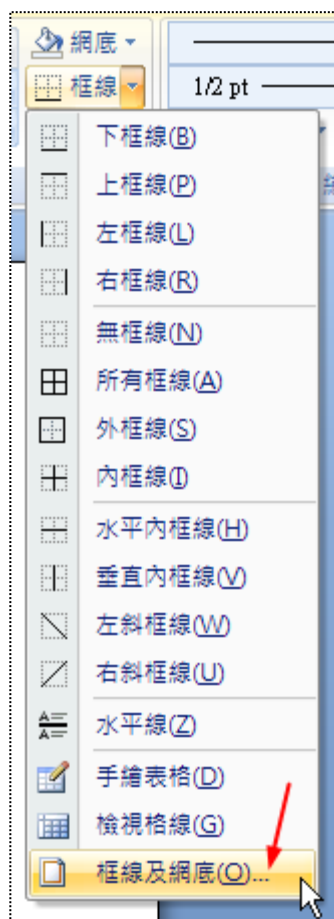 網底
框線
1/2 pt
下框線(B)
上框線(P)
左框線(L)
右框線(R)
無框線(N)
所有框線(A)
外框線(S)
內框線(I)
水平內框線(H)
垂直內框線(V)
左斜框線(W)
右斜框線(U)
水平線(Z)
手繪表格(D)
檢視格線(G)
框線及網底(O)...